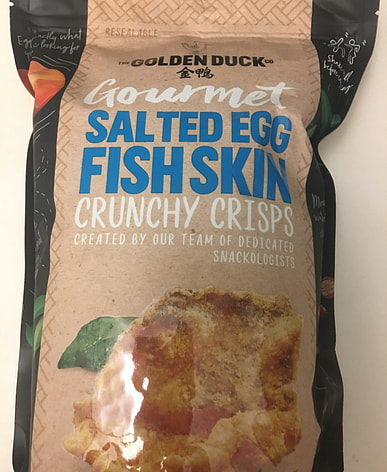 RESEALABLE
THE GOLDEN DUCK CO
金鴨
Gourmet
SALTED EGG
FISH SKIN
CRUNCHY CRISPS
CREATED BY OUR TEAM OF DEDICATED
SNACKOLOGISTS